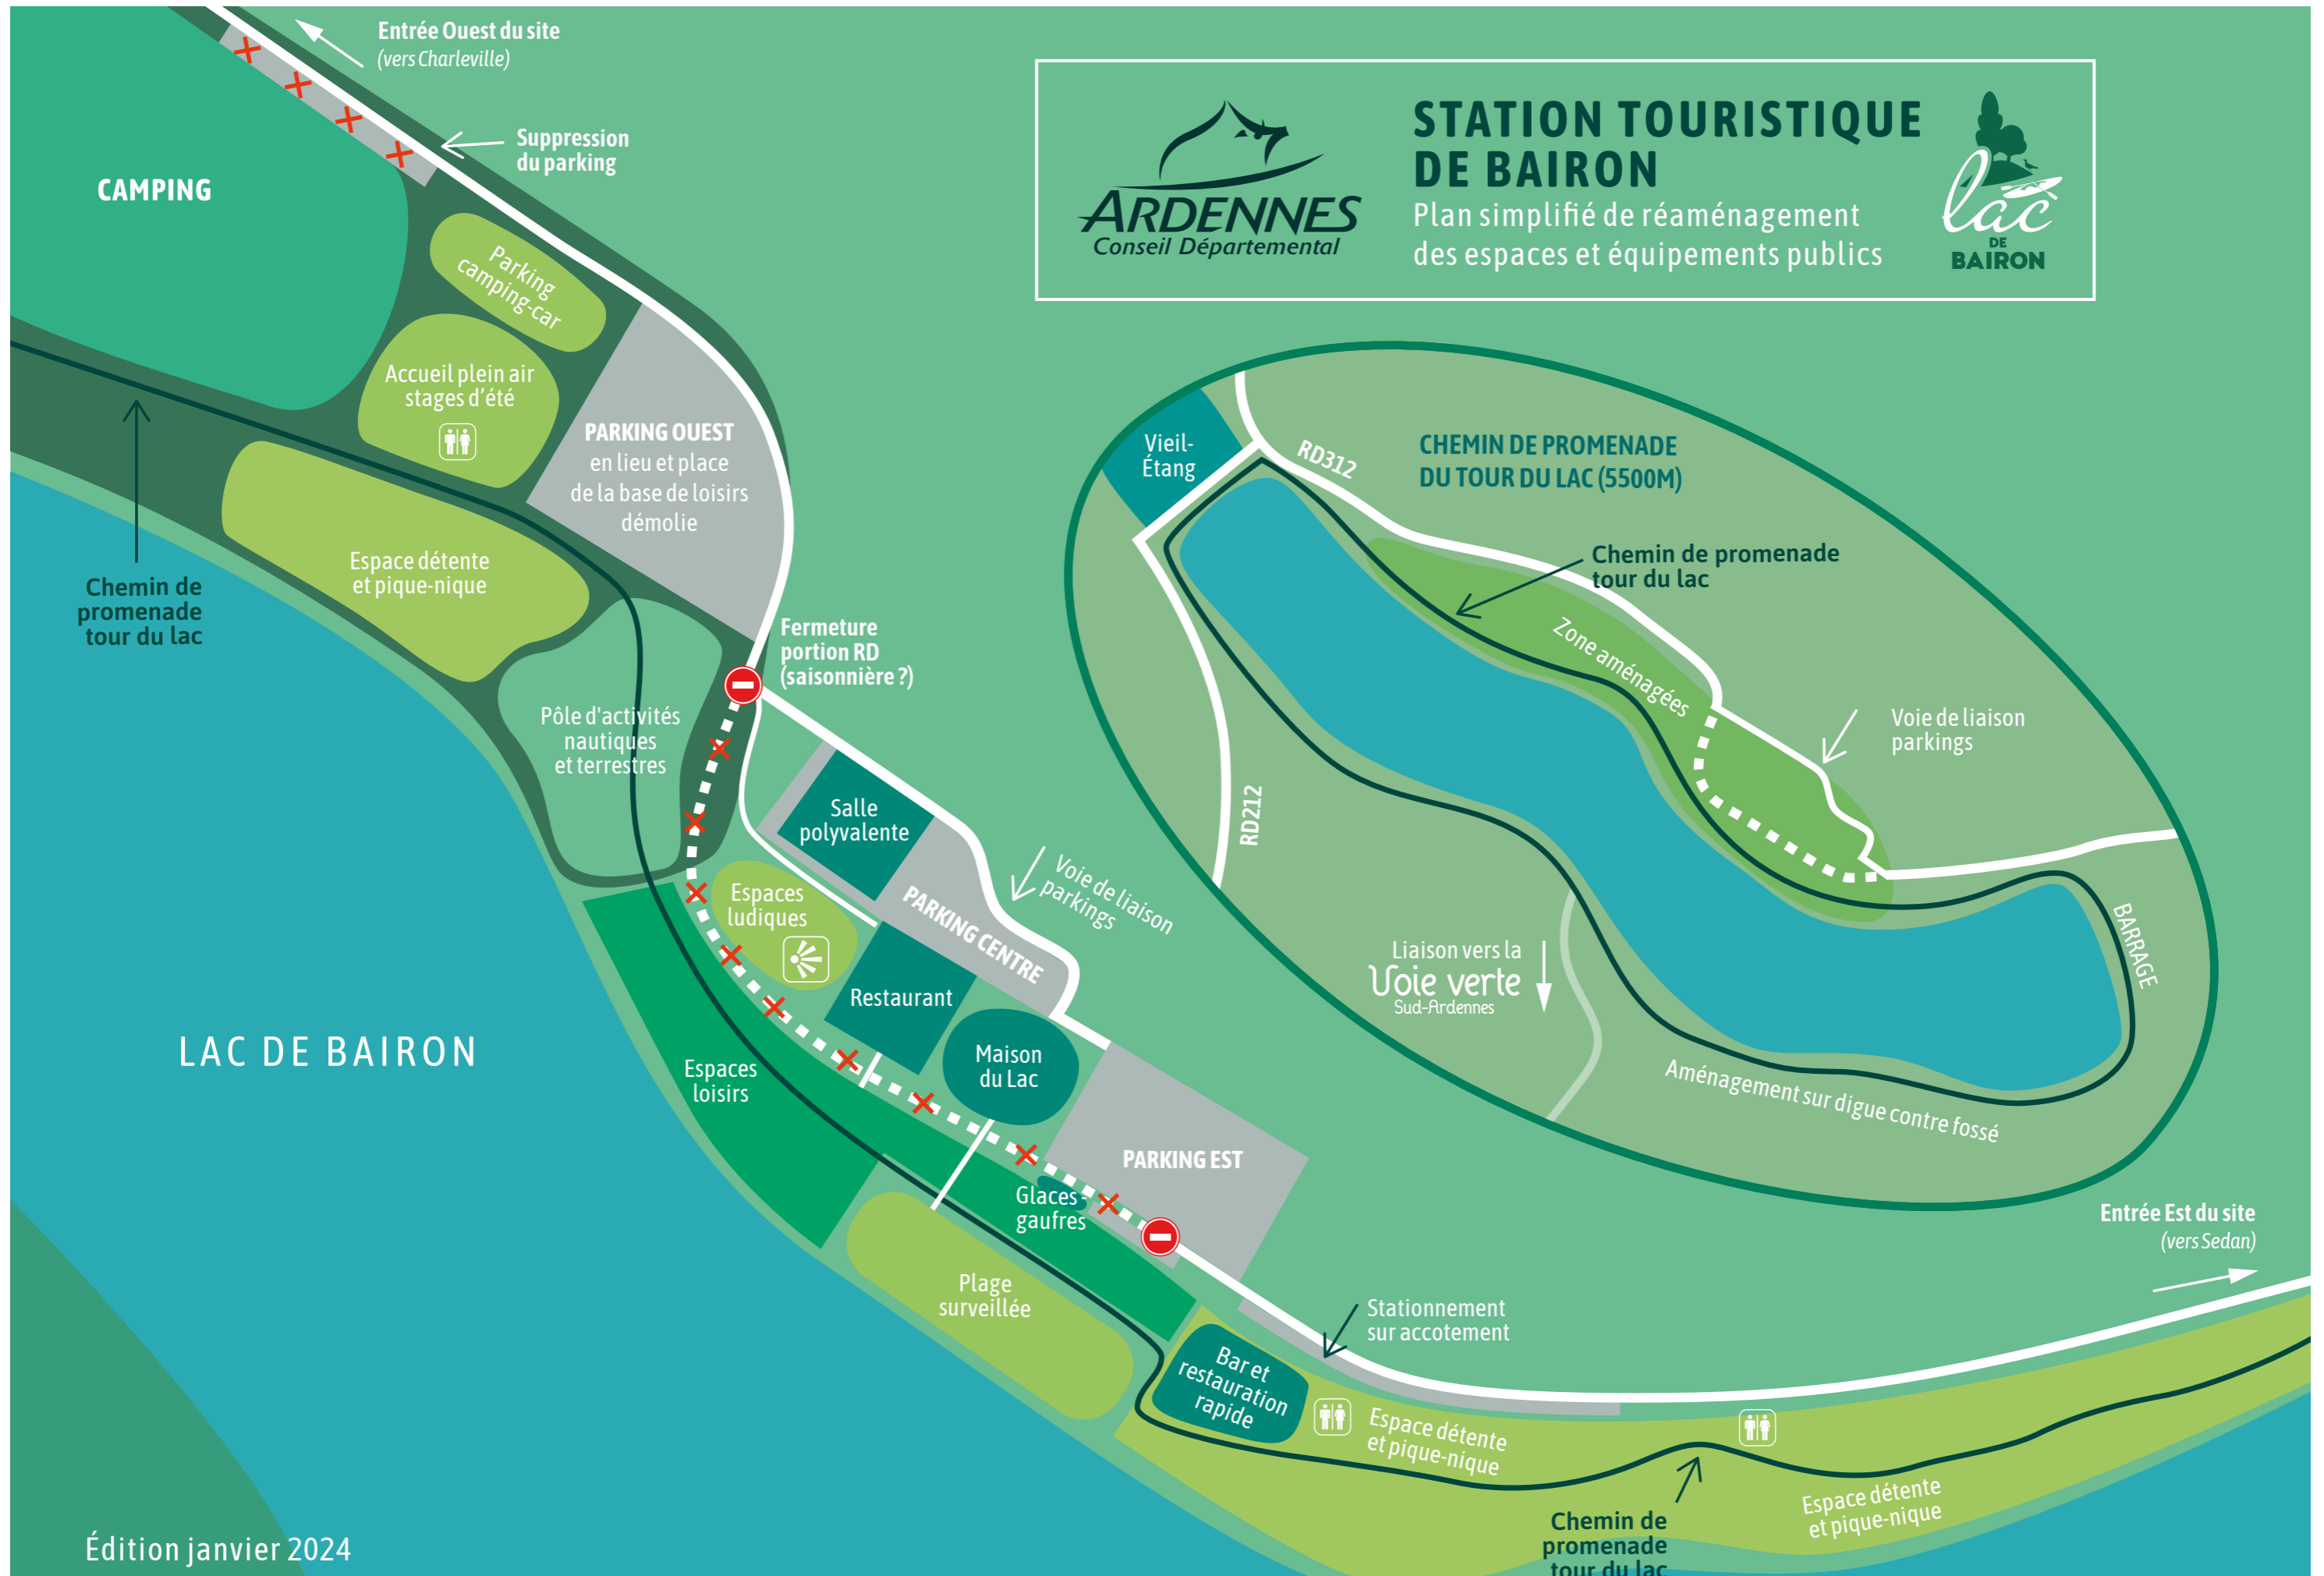 Entrée Ouest du site
(vers Charleville)
Suppression
du parking
CAMPING
ARDENNES
Conseil Départemental
STATION TOURISTIQUE
DE BAIRON
Plan simplifié de réaménagement
des espaces et équipements publics
lac
DE
BAIRON
Parking
camping-car
Accueil plein air
stages d’été
PARKING OUEST
en lieu et place
de la base de loisirs
démolie
Espace détente
et pique-nique
Chemin de
promenade
tour du lac
Fermeture
portion RD
(saisonnière ?)
Pôle d'activités
nautiques
et terrestres
Salle
polyvalente
Voie de liaison
parkings
PARKING CENTRE
Espaces
ludiques
Restaurant
Maison
du Lac
Espaces
loisirs
LAC DE BAIRON
PARKING EST
Glaces-
gaufres
Plage
surveillée
Stationnement
sur accotement
Bar et
restauration
rapide
Espace détente
et pique-nique
Chemin de
promenade
tour du lac
Espace détente
et pique-nique
Entrée Est du site
(vers Sedan)
Vieil-
Étang
RD312
CHEMIN DE PROMENADE
DU TOUR DU LAC (5500M)
Chemin de promenade
tour du lac
Zone aménagées
Voie de liaison
parkings
RD212
BARRAGE
Liaison vers la
Voie verte
Sud-Ardennes
Aménagement sur digue contre fossé
Édition janvier 2024